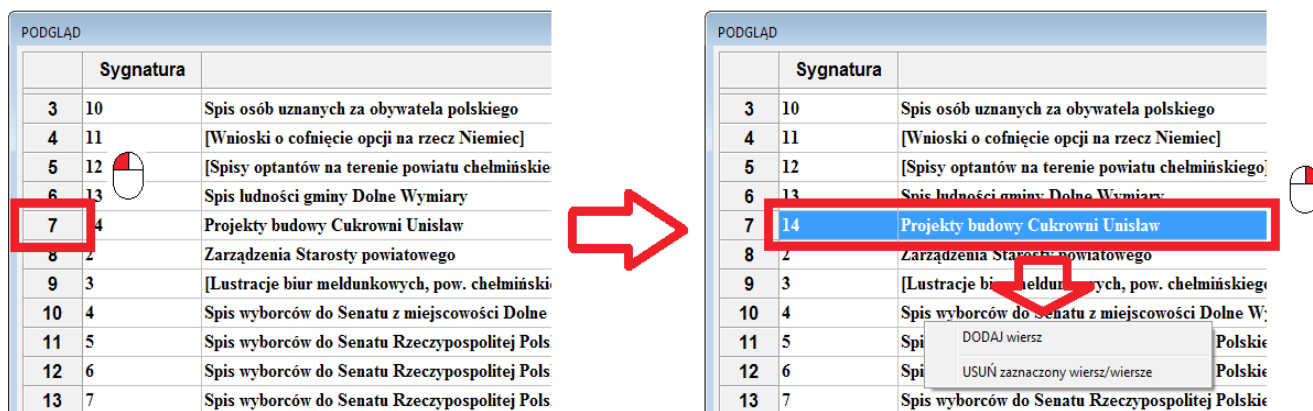 PODGLĄD
Sygnatura
3 10 Spis osób uznanych za obywatela polskiego
4 11 [Wnioski o cofnięcie opcji na rzecz Niemiec]
5 12 [Spisy optantów na terenie powiatu chełmińskie
6 13 Spis ludności gminy Dolne Wymiary
7 4 Projekty budowy Cukrowni Unisław
8 2 Zarządzenia Starosty powiatowego
9 3 [Lustracje biur meldunkowych, pow. chełmiński
10 4 Spis wyborców do Senatu z miejscowości Dolne
11 5 Spis wyborców do Senatu Rzeczypospolitej Pols
12 6 Spis wyborców do Senatu Rzeczypospolitej Pols
13 7 Spis wyborców do Senatu Rzeczypospolitej Pols
PODGLĄD
Sygnatura
3 10 Spis osób uznanych za obywatela polskiego
4 11 [Wnioski o cofnięcie opcji na rzecz Niemiec]
5 12 [Spisy optantów na terenie powiatu chełmińskiego]
6 13 Spis ludności gminy Dolne Wymiary
7 14 Projekty budowy Cukrowni Unisław
8 2 Zarządzenia Starosty powiatowego
9 3 [Lustracje biur ych, pow. chełmińskieg
10 4 Spis wyborców do Senatu z miejscowości Dolne Wy
11 5 Spi Polskie
12 6 Spi Polskie
13 7 Spis wyborców do Senatu Rzeczypospolitej Polskie
DODAJ wiersz
USUŃ zaznaczony wiersz/wiersze